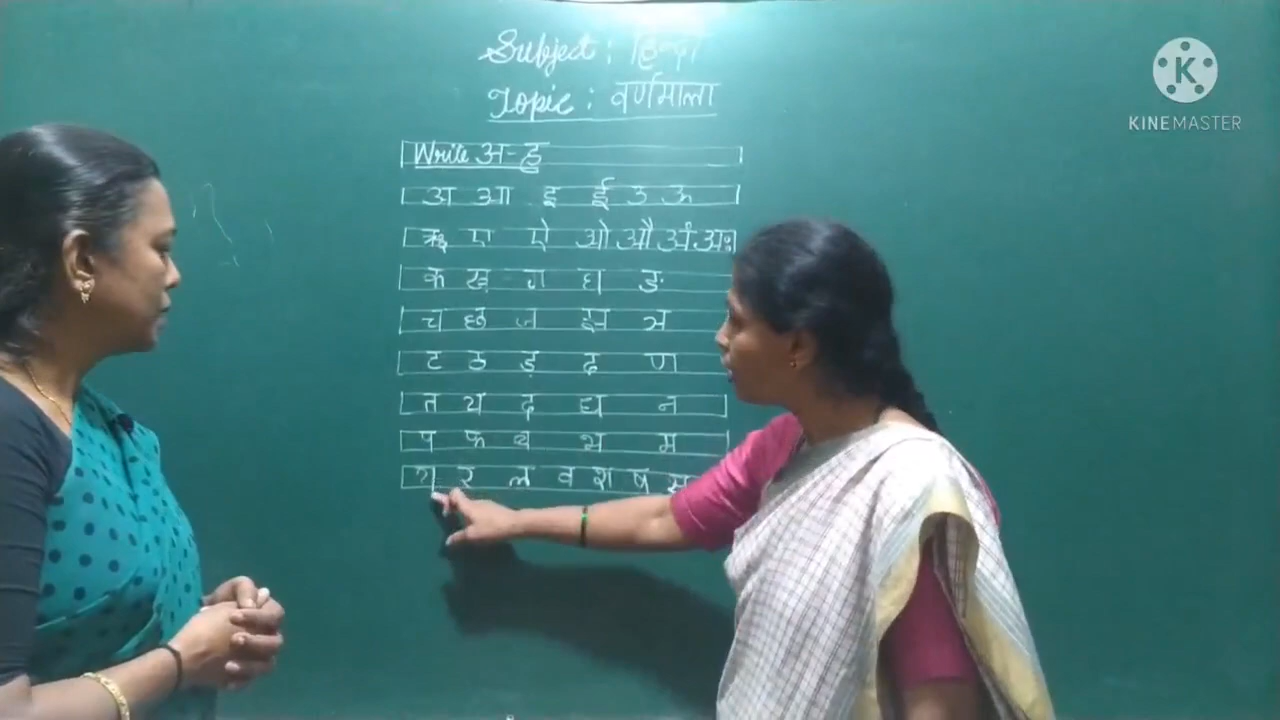 Subject : हिन्दी
Topic : वर्णमाला
Write अ-ह
अ आ इ ई उ ऊ
ऋ ए ऐ ओ औ अं अः
क ख ग घ ङ
च छ ज झ ञ
ट ठ ड़ ढ ण
त थ द ध न
प फ ब भ म
य र ल व श ष स
K
KINEMASTER